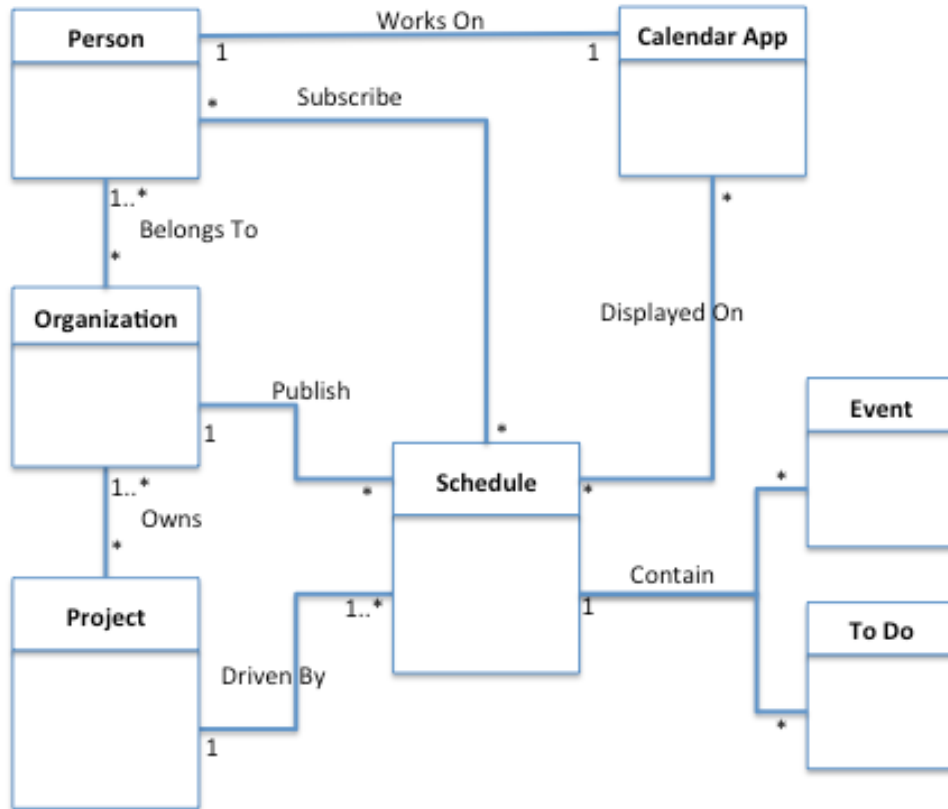 Person
Works On
Calendar App
1
1
Subscribe
*
*
1..*
Belongs To
*
Organization
Displayed On
Publish
Event
1
*
Schedule
*
*
*
1..*
Owns
*
Contain
Project
1..*
1
To Do
Driven By
1
*